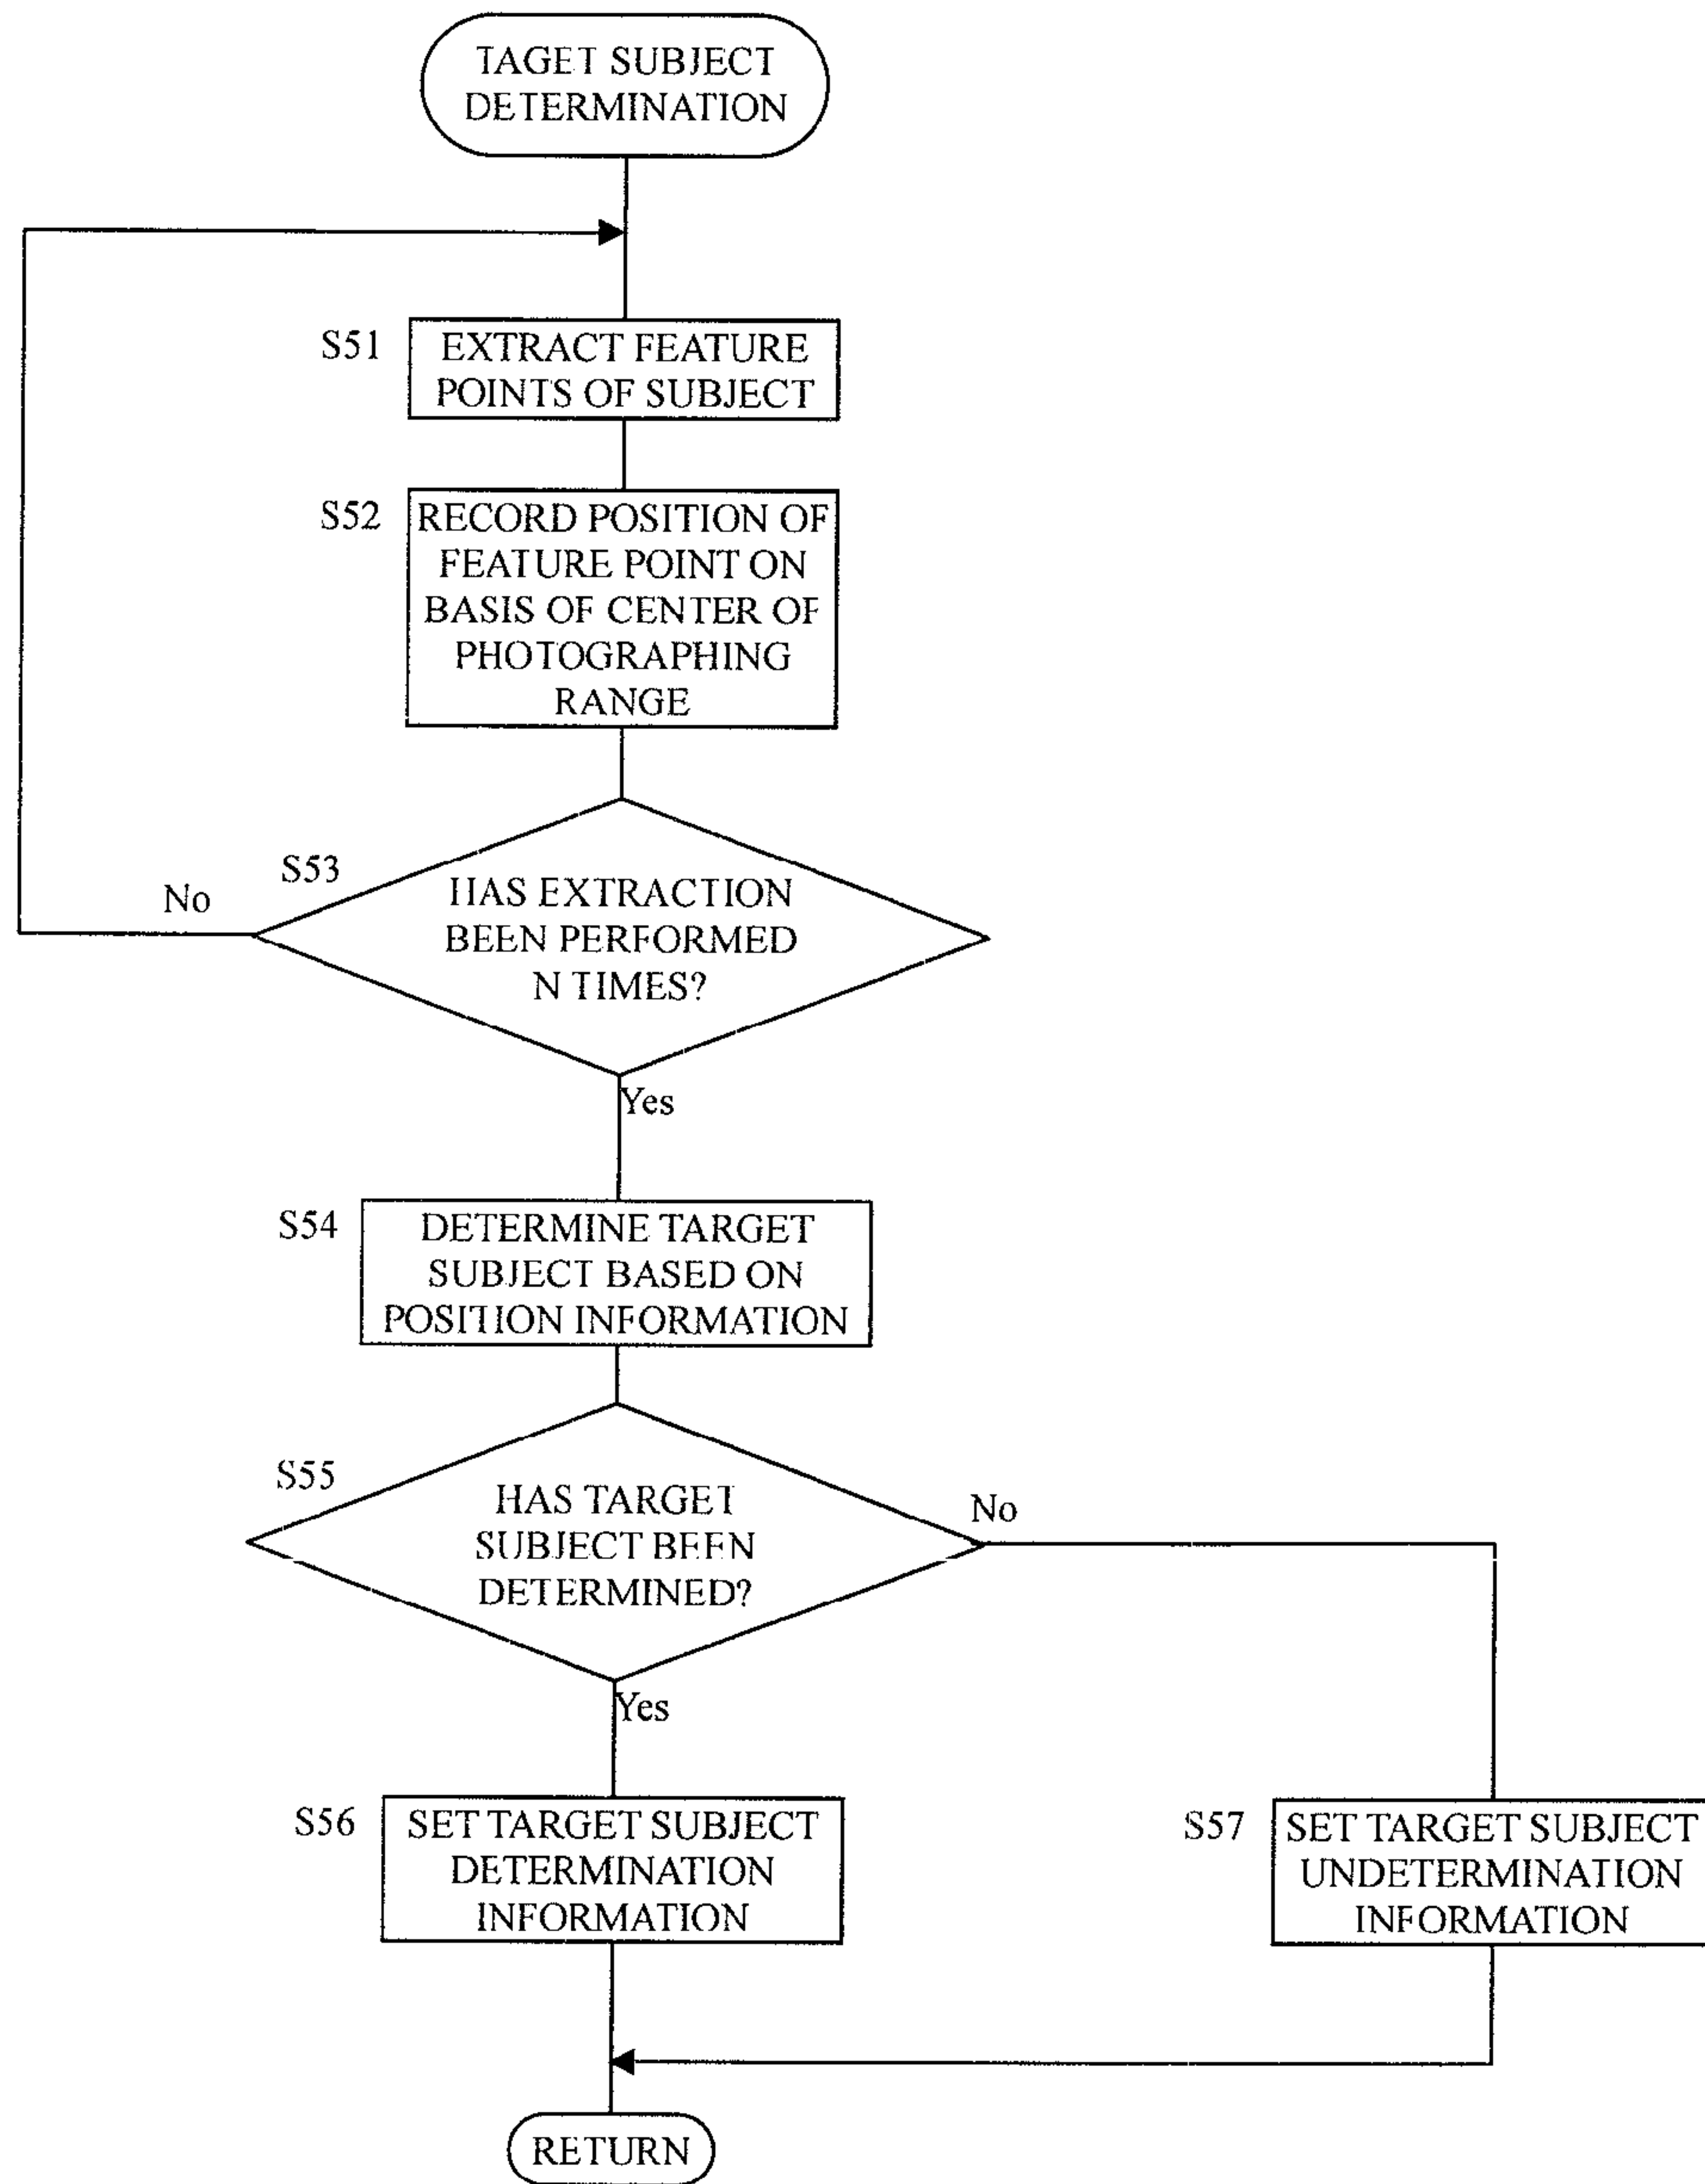 TAGET SUBJECT
DETERMINATION
S51
EXTRACT FEATURE
POINTS OF SUBJECT
S52
RECORD POSITION OF
FEATURE POINT ON
BASIS OF CENTER OF
PHOTOGRAPHING
RANGE
S53
No
HAS EXTRACTION
BEEN PERFORMED
N TIMES?
Yes
S54
DETERMINE TARGET
SUBJECT BASED ON
POSITION INFORMATION
S55
HAS TARGET
SUBJECT BEEN
DETERMINED?
No
Yes
S56
SET TARGET SUBJECT
DETERMINATION
INFORMATION
S57
SET TARGET SUBJECT
UNDETERMINATION
INFORMATION
RETURN